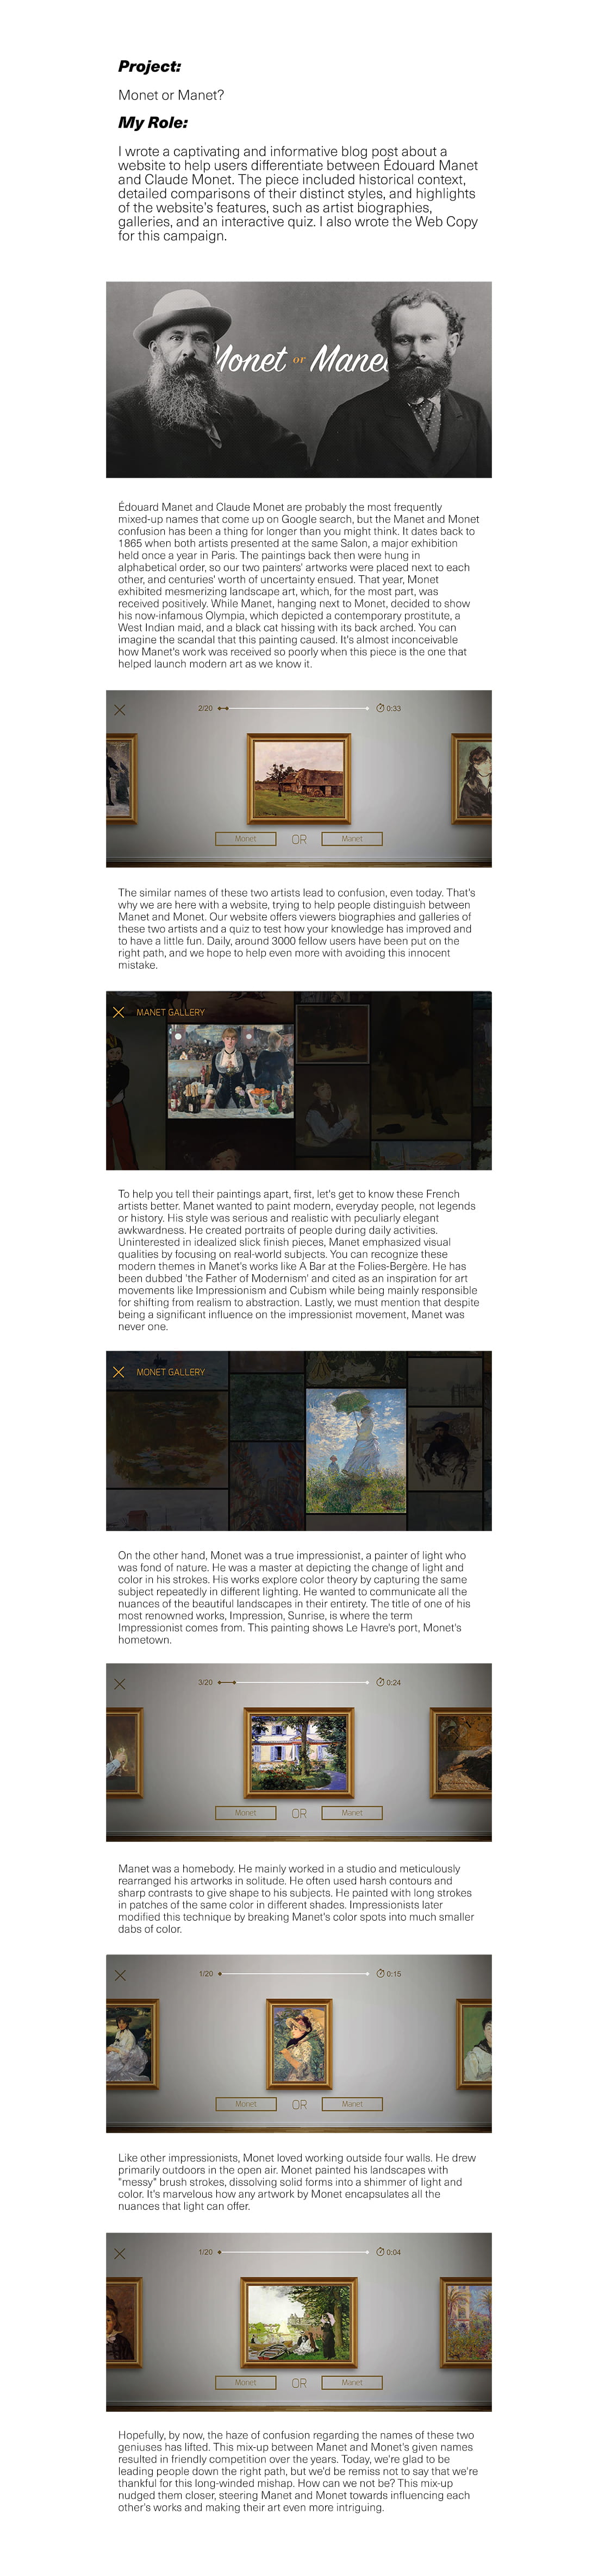 Project:
Monet or Manet?
My Role:
I wrote a captivating and informative blog post about a
website to help users differentiate between Édouard Manet
and Claude Monet. The piece included historical context,
detailed comparisons of their distinct styles, and highlights
of the website's features, such as artist biographies,
galleries, and an interactive quiz. I also wrote the Web Copy
for this campaign.
Monet or Manet
Édouard Manet and Claude Monet are probably the most frequently
mixed-up names that come up on Google search, but the Manet and Monet
confusion has been a thing for longer than you might think. It dates back to
1865 when both artists presented at the same Salon, a major exhibition
held once a year in Paris. The paintings back then were hung in
alphabetical order, so our two painters' artworks were placed next to each
other, and centuries' worth of uncertainty ensued. That year, Monet
exhibited mesmerizing landscape art, which, for the most part, was
received positively. While Manet, hanging next to Monet, decided to show
his now-infamous Olympia, which depicted a contemporary prostitute, a
West Indian maid, and a black cat hissing with its back arched. You can
imagine the scandal that this painting caused. It's almost inconceivable
how Manet's work was received so poorly when this piece is the one that
helped launch modern art as we know it.
2/20 0:33
Monet OR Manet
The similar names of these two artists lead to confusion, even today. That's
why we are here with a website, trying to help people distinguish between
Manet and Monet. Our website offers viewers biographies and galleries of
these two artists and a quiz to test how your knowledge has improved and
to have a little fun. Daily, around 3000 fellow users have been put on the
right path, and we hope to help even more with avoiding this innocent
mistake.
MANET GALLERY
To help you tell their paintings apart, first, let's get to know these French
artists better. Manet wanted to paint modern, everyday people, not legends
or history. His style was serious and realistic with peculiarly elegant
awkwardness. He created portraits of people during daily activities.
Uninterested in idealized slick finish pieces, Manet emphasized visual
qualities by focusing on real-world subjects. You can recognize these
modern themes in Manet's works like A Bar at the Folies-Bergère. He has
been dubbed 'the Father of Modernism' and cited as an inspiration for art
movements like Impressionism and Cubism while being mainly responsible
for shifting from realism to abstraction. Lastly, we must mention that despite
being a significant influence on the impressionist movement, Manet was
never one.
MONET GALLERY
On the other hand, Monet was a true impressionist, a painter of light who
was fond of nature. He was a master at depicting the change of light and
color in his strokes. His works explore color theory by capturing the same
subject repeatedly in different lighting. He wanted to communicate all the
nuances of the beautiful landscapes in their entirety. The title of one of his
most renowned works, Impression, Sunrise, is where the term
Impressionist comes from. This painting shows Le Havre's port, Monet's
hometown.
3/20 0:24
Monet OR Manet
Manet was a homebody. He mainly worked in a studio and meticulously
rearranged his artworks in solitude. He often used harsh contours and
sharp contrasts to give shape to his subjects. He painted with long strokes
in patches of the same color in different shades. Impressionists later
modified this technique by breaking Manet's color spots into much smaller
dabs of color.
1/20 0:15
Monet OR Manet
Like other impressionists, Monet loved working outside four walls. He drew
primarily outdoors in the open air. Monet painted his landscapes with
"messy" brush strokes, dissolving solid forms into a shimmer of light and
color. It's marvelous how any artwork by Monet encapsulates all the
nuances that light can offer.
1/20 0:04
Monet OR Manet
Hopefully, by now, the haze of confusion regarding the names of these two
geniuses has lifted. This mix-up between Manet and Monet's given names
resulted in friendly competition over the years. Today, we're glad to be
leading people down the right path, but we'd be remiss not to say that we're
thankful for this long-winded mishap. How can we not be? This mix-up
nudged them closer, steering Manet and Monet towards influencing each
other's works and making their art even more intriguing.